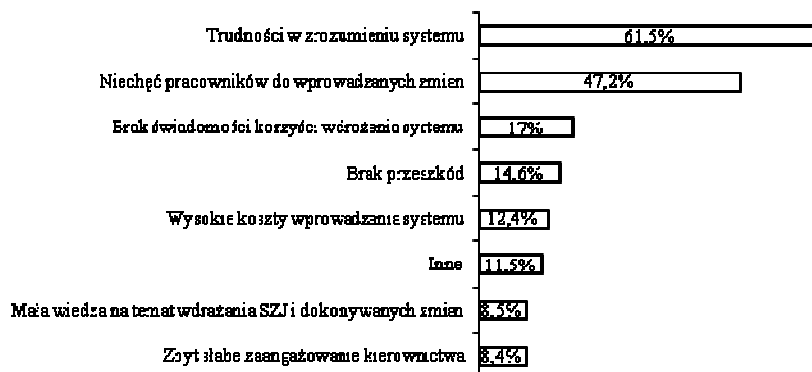 Trudności w zrozumieniu systemu 61.5%
Niechęć pracowników do wprowadzanych zmian 47,2%
Brak świadomości korzyści wdrożenia systemu 17%
Brak przeszkód 14.6%
Wysokie koszty wprowadzania systemu 12,4%
Inne 11.5%
Mała wiedza na temat wdrażania SZJ i dokonywanych zmian 8.5%
Zbyt słabe zaangażowanie kierownictwa 8.4%